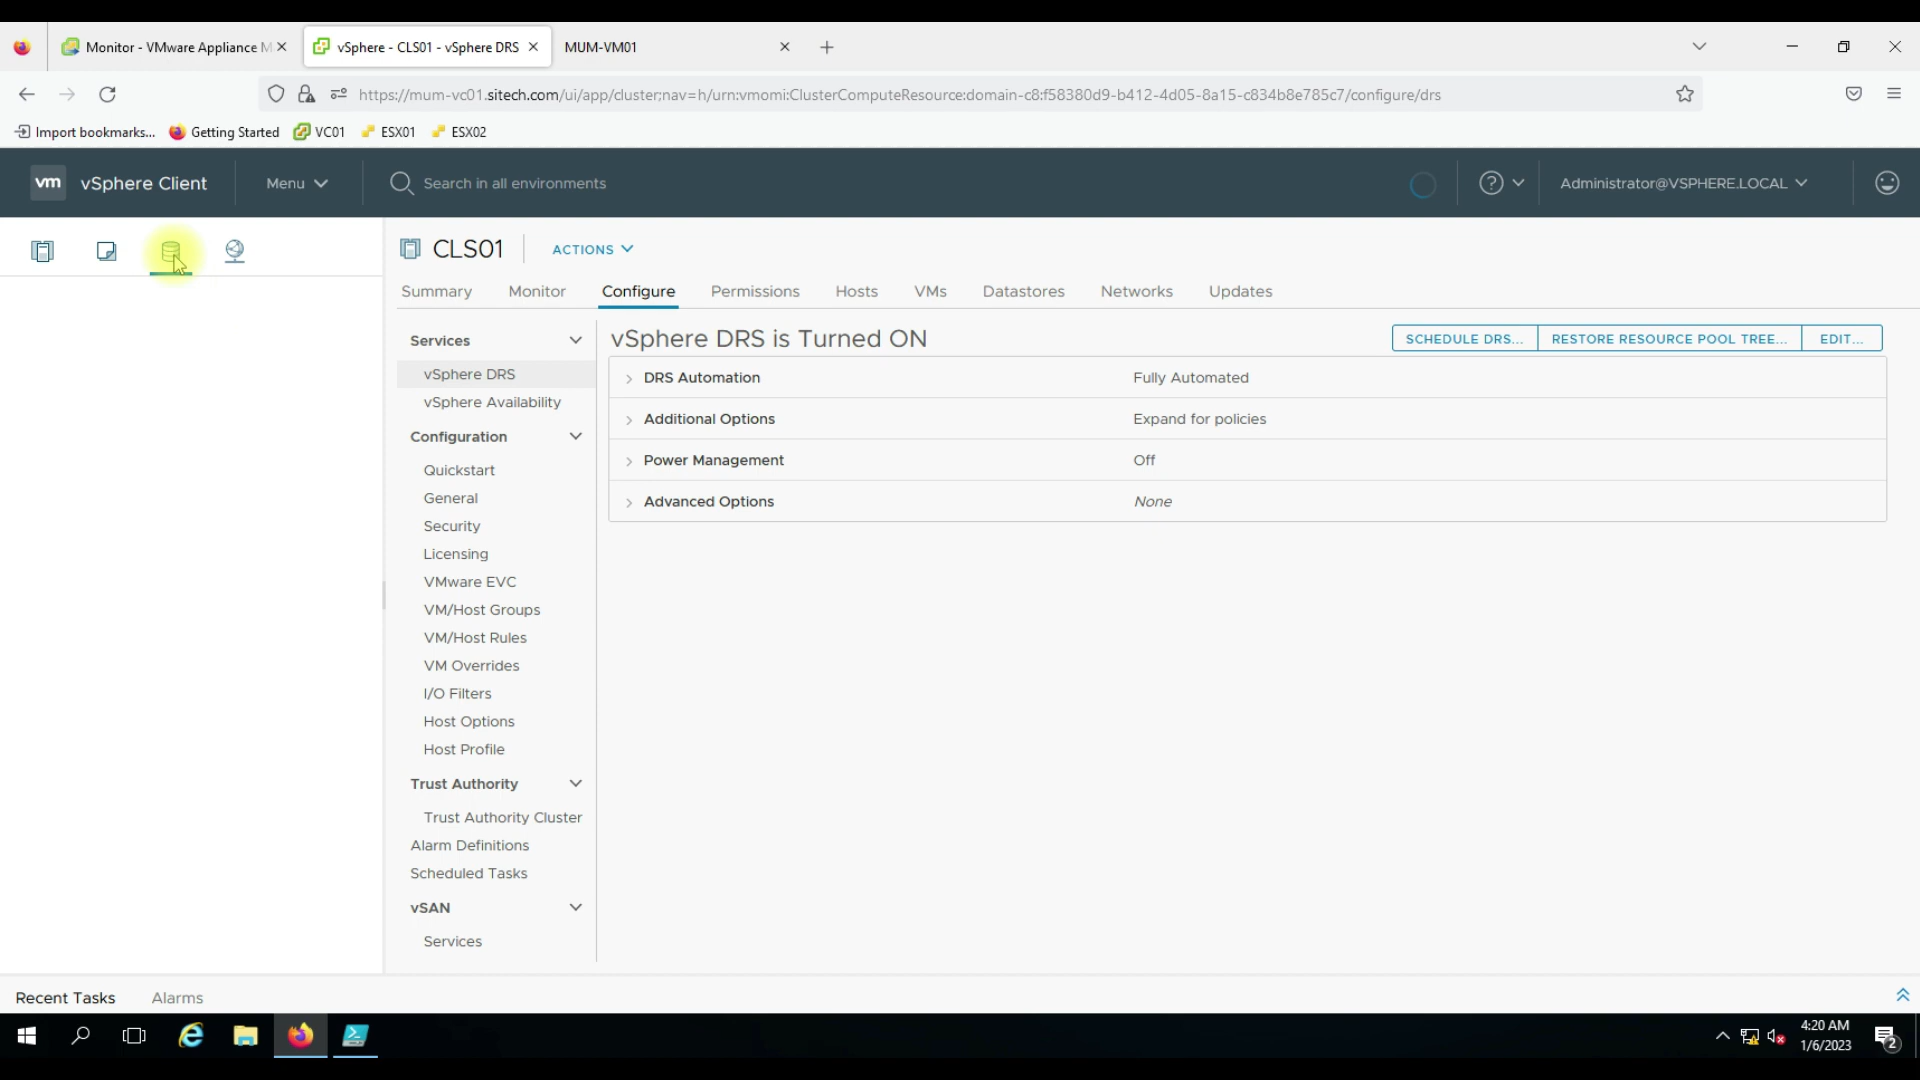 Monitor - VMware Appliance M
vSphere - CLS01 - vSphere DRS
MUM-VM01
https://mum-vc01.sitech.com/ui/app/cluster;nav=h/urn:vmomi:ClusterComputeResource:domain-c8:f58380d9-b412-4d05-8a15-c834b8e785c7/configure/drs
Import bookmarks...
Getting Started
VC01
ESX01
ESX02
vm
vSphere Client
Menu
Search in all environments
Administrator@VSPHERE.LOCAL
CLS01
ACTIONS
Summary
Monitor
Configure
Permissions
Hosts
VMs
Datastores
Networks
Updates
Services
vSphere DRS
vSphere Availability
Configuration
Quickstart
General
Security
Licensing
VMware EVC
VM/Host Groups
VM/Host Rules
VM Overrides
I/O Filters
Host Options
Host Profile
Trust Authority
Trust Authority Cluster
Alarm Definitions
Scheduled Tasks
vSAN
Services
vSphere DRS is Turned ON
SCHEDULE DRS...
RESTORE RESOURCE POOL TREE...
EDIT...
DRS Automation
Fully Automated
Additional Options
Expand for policies
Power Management
Off
Advanced Options
None
Recent Tasks
Alarms
4:20 AM
1/6/2023
2